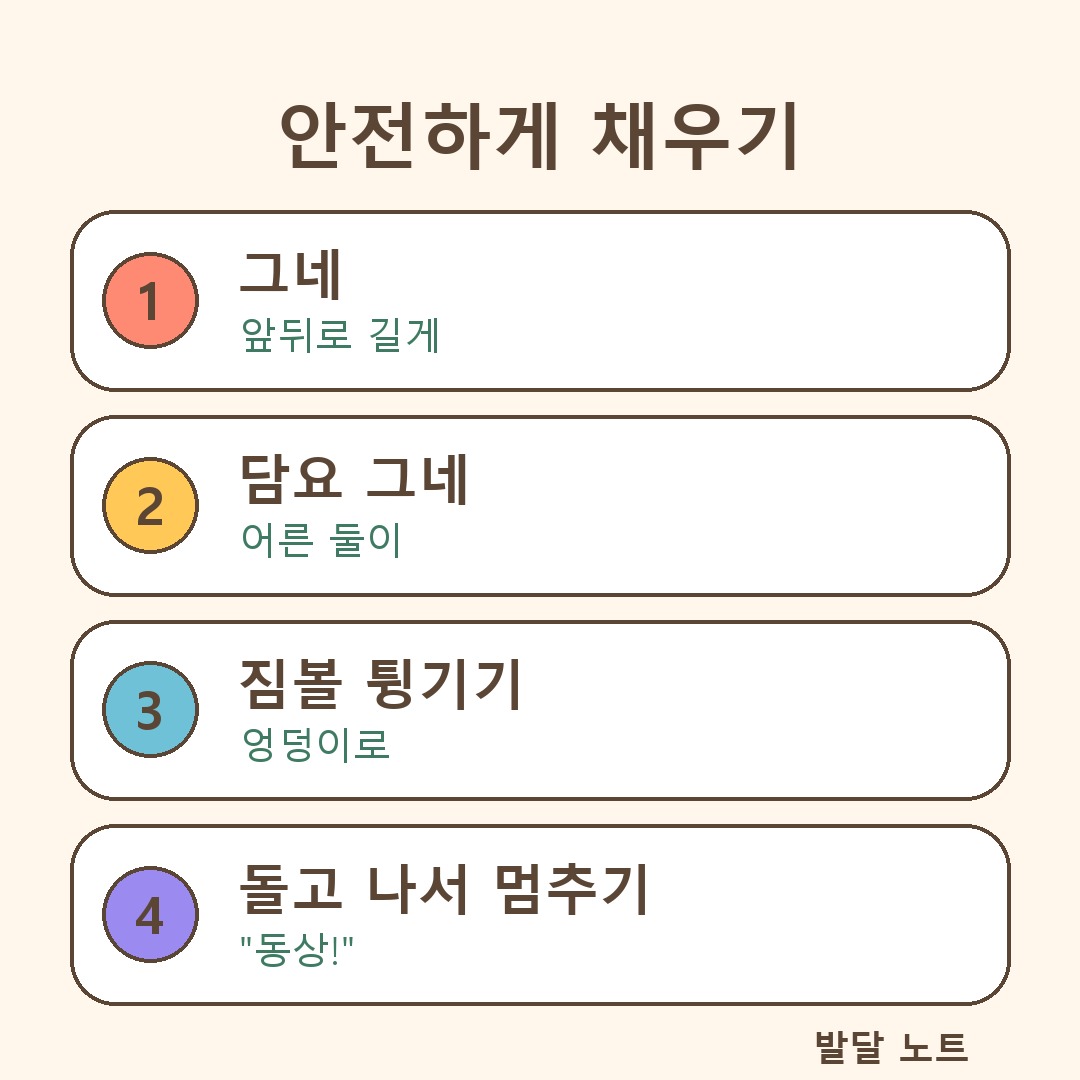 안전하게 채우기
1
그네
앞뒤로 길게
2
담요 그네
어른 둘이
3
짐볼 튕기기
엉덩이로
4
돌고 나서 멈추기
"동상!"
발달 노트